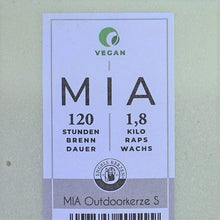 VEGAN
MIA
120 1,8
STUNDEN KILO
BRENN RAPS
DAUER WACHS
MIA Outdoorkerze S